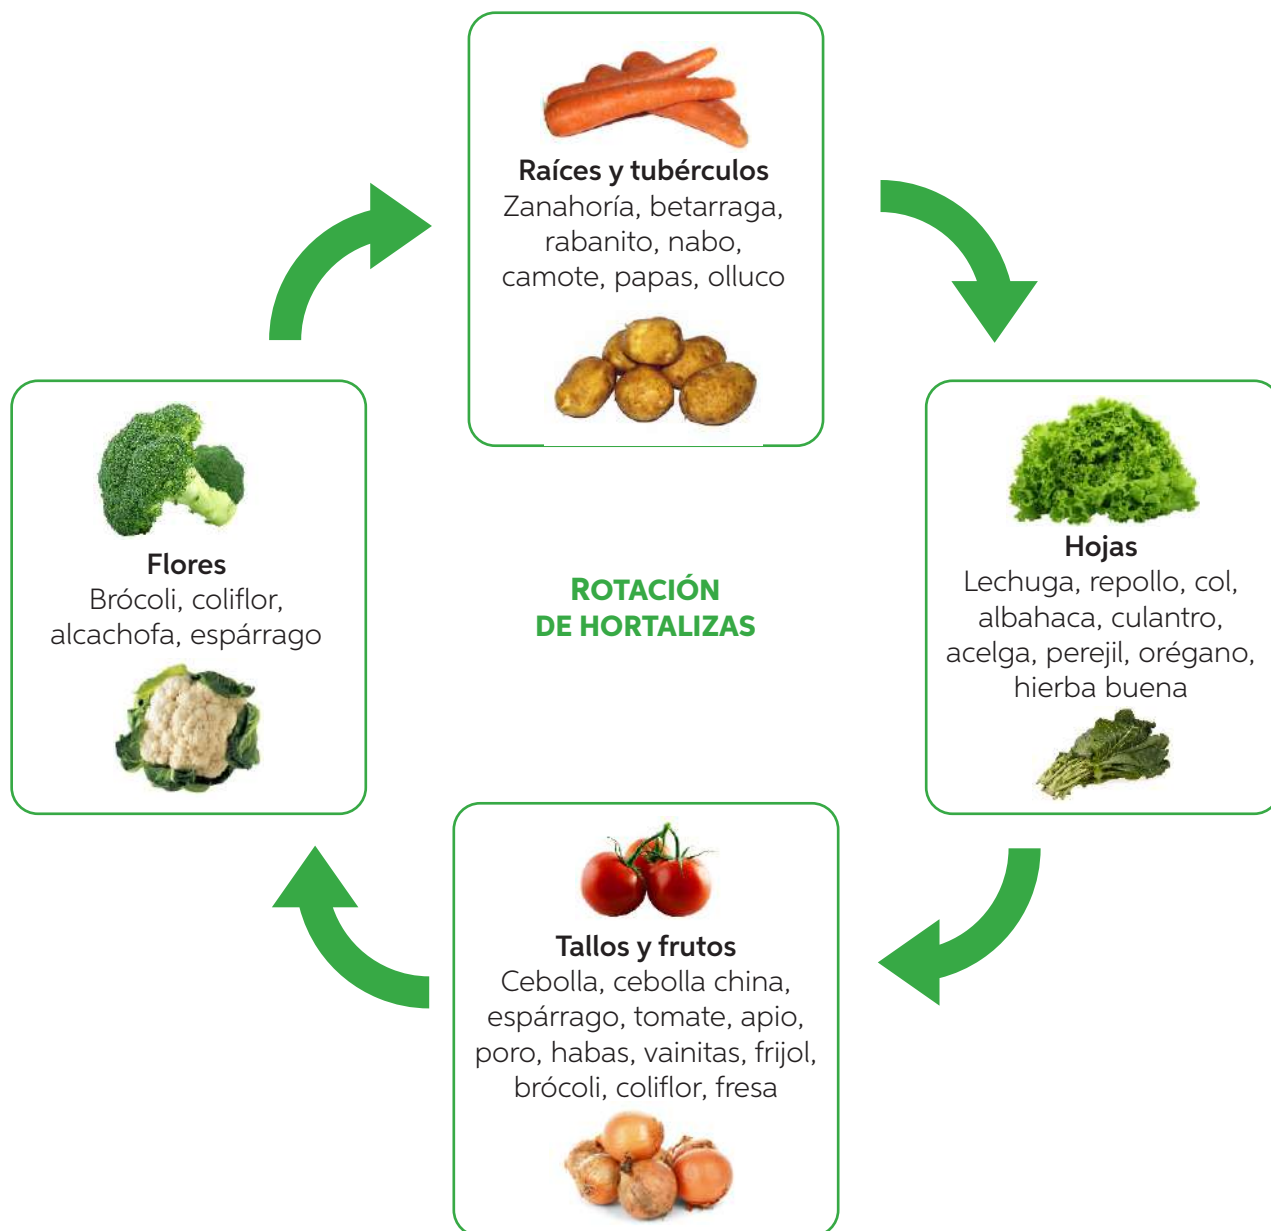 Raíces y tubérculos
Zanahoría, betarraga,
rabanito, nabo,
camote, papas, olluco
Flores
Brócoli, coliflor,
alcachofa, espárrago
ROTACIÓN
DE HORTALIZAS
Hojas
Lechuga, repollo, col,
albahaca, culantro,
acelga, perejil, orégano,
hierba buena
Tallos y frutos
Cebolla, cebolla china,
espárrago, tomate, apio,
poro, habas, vainitas, frijol,
brócoli, coliflor, fresa